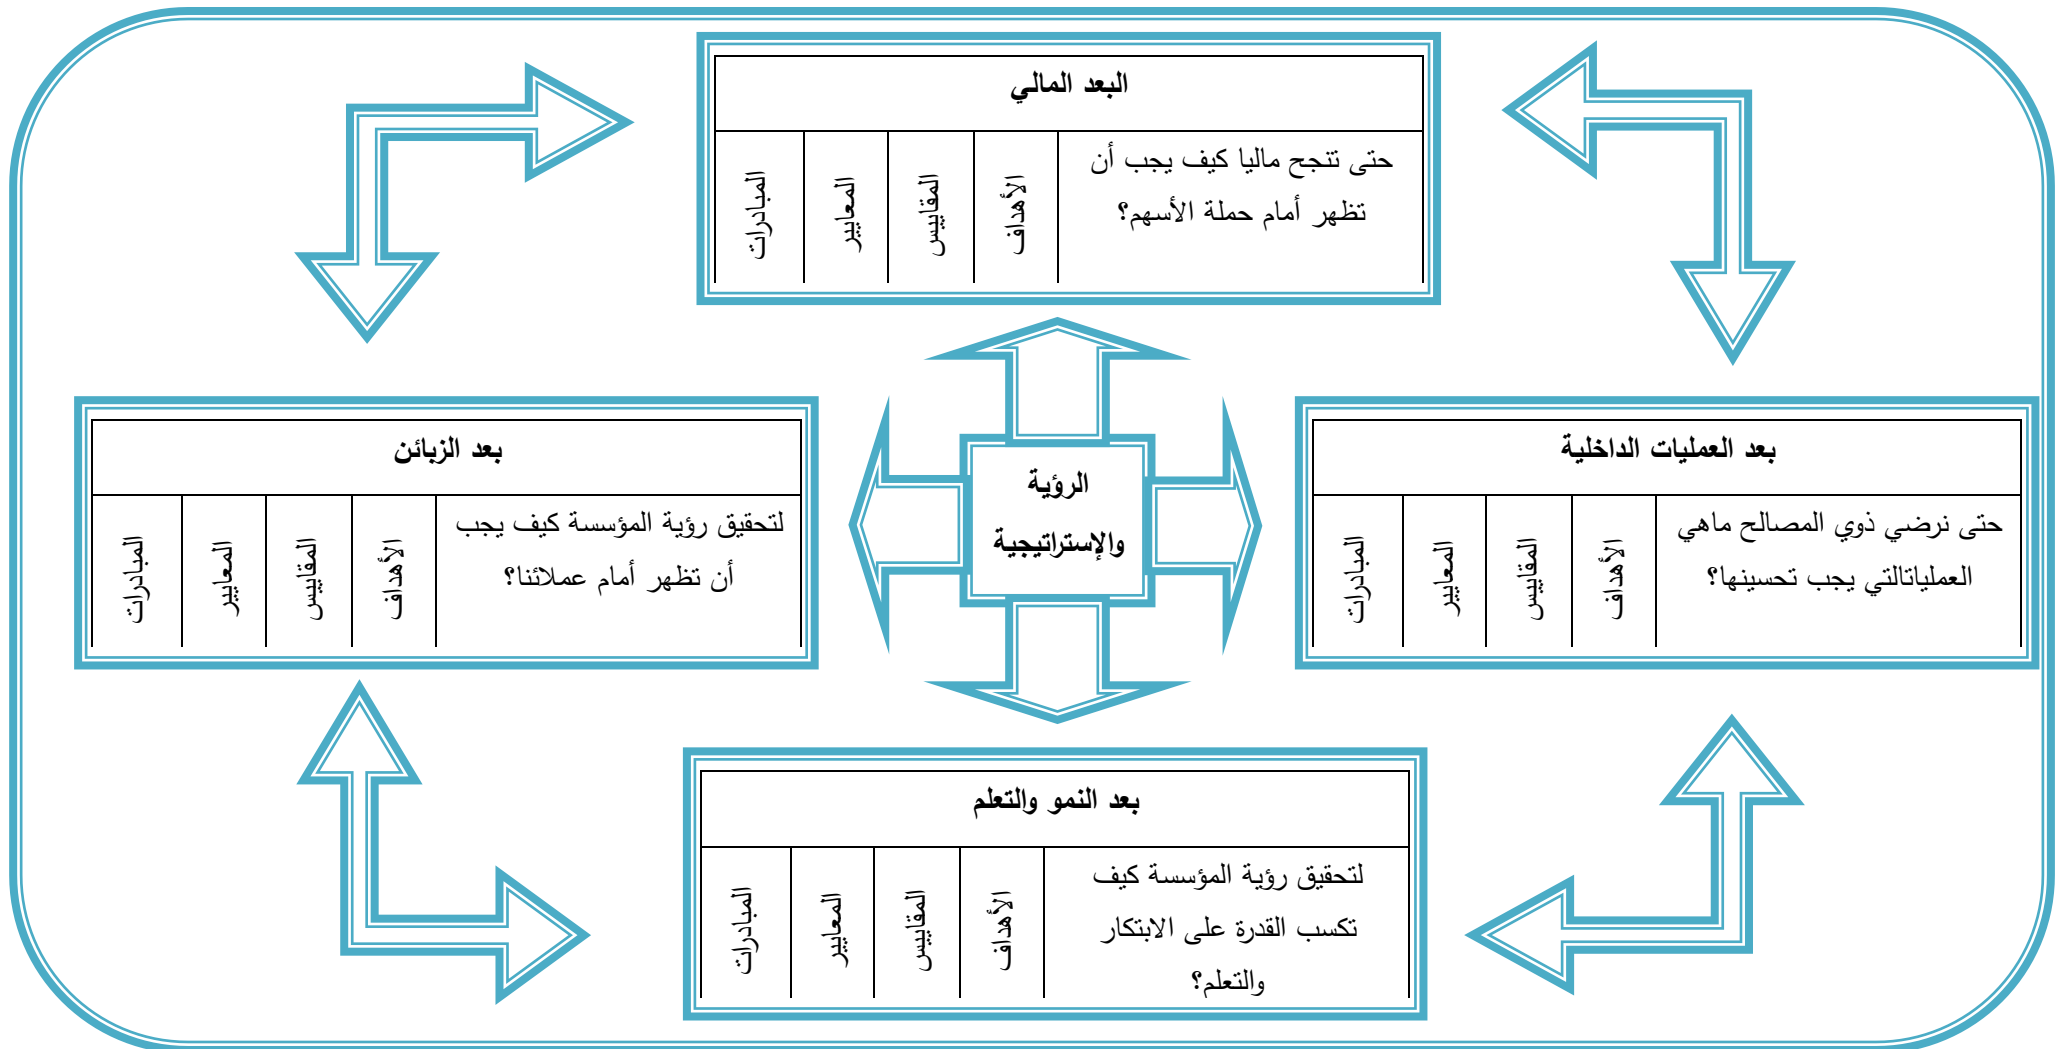 البعد المالي
حتى تنجح ماليا كيف يجب أن
تظهر أمام حملة الأسهم؟
الأهداف
المقاييس
المعايير
المبادرات
بعد العمليات الداخلية
حتى نرضي ذوي المصالح ماهي
العملياتالتي يجب تحسينها؟
الأهداف
المقاييس
المعايير
المبادرات
الرؤية
والإستراتيجية
بعد الزبائن
لتحقيق رؤية المؤسسة كيف يجب
أن تظهر أمام عملائنا؟
الأهداف
المقاييس
المعايير
المبادرات
بعد النمو والتعلم
لتحقيق رؤية المؤسسة كيف
تكسب القدرة على الابتكار
والتعلم؟
الأهداف
المقاييس
المعايير
المبادرات